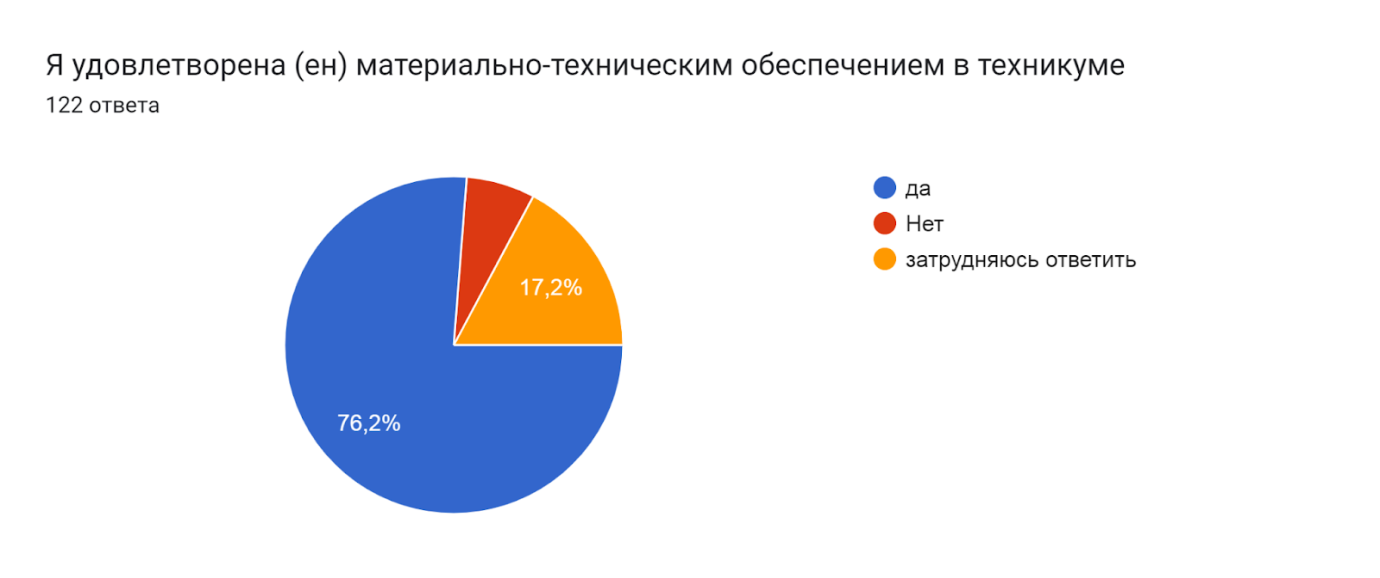 Я удовлетворена (ен) материально-техническим обеспечением в техникуме
122 ответа
да
Нет
затрудняюсь ответить
17,2%
76,2%